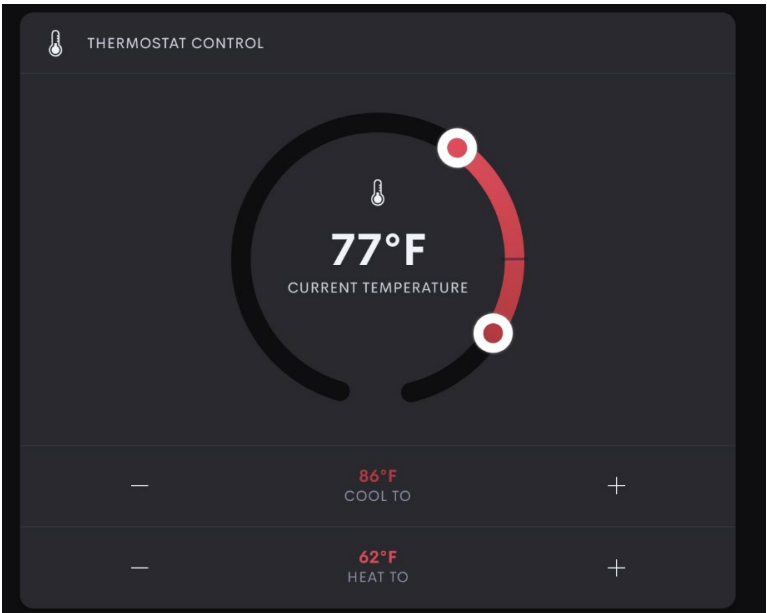 THERMOSTAT CONTROL
77°F
CURRENT TEMPERATURE
86°F
COOL TO
62°F
HEAT TO